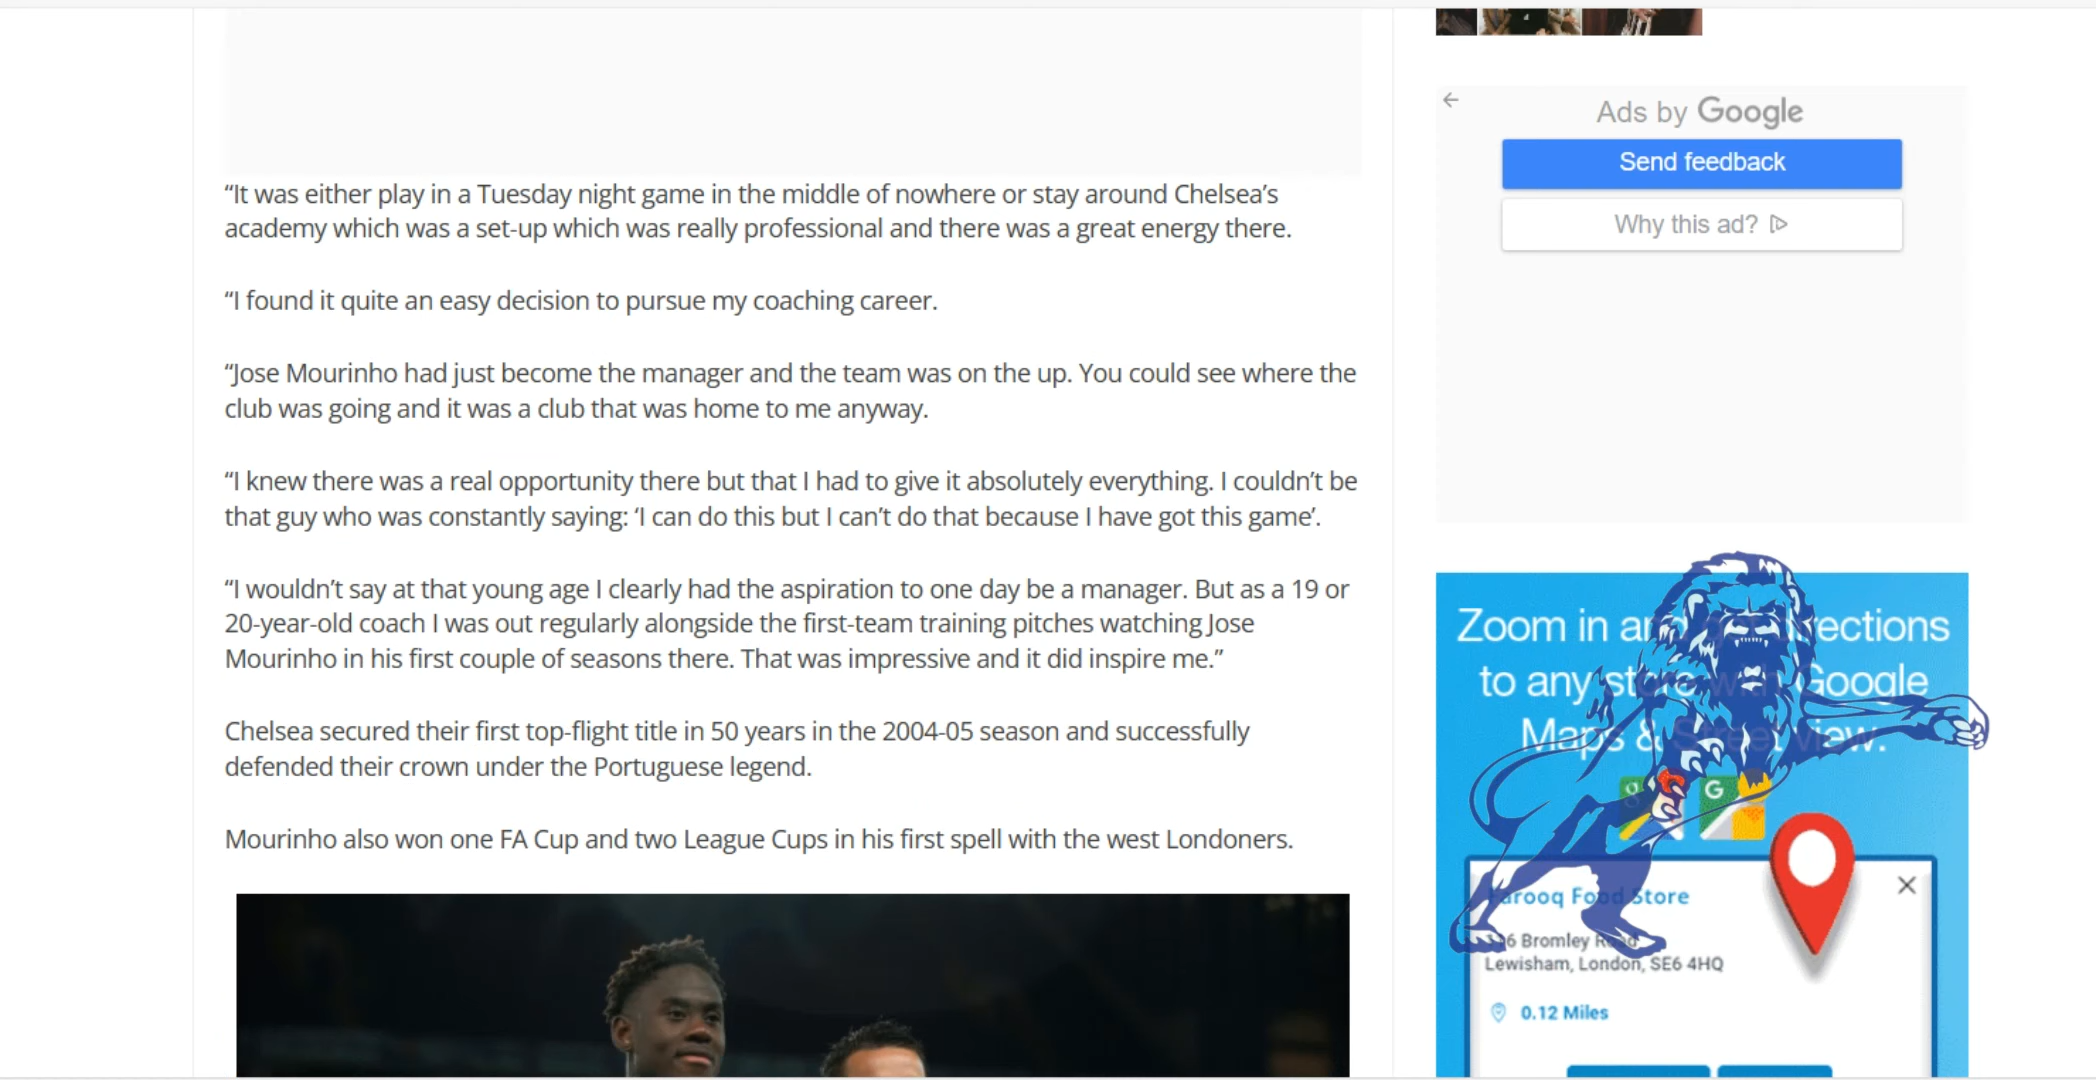 “It was either play in a Tuesday night game in the middle of nowhere or stay around Chelsea’s
academy which was a set-up which was really professional and there was a great energy there.
“I found it quite an easy decision to pursue my coaching career.
“Jose Mourinho had just become the manager and the team was on the up. You could see where the
club was going and it was a club that was home to me anyway.
“I knew there was a real opportunity there but that I had to give it absolutely everything. I couldn’t be
that guy who was constantly saying: ‘I can do this but I can’t do that because I have got this game’.
“I wouldn’t say at that young age I clearly had the aspiration to one day be a manager. But as a 19 or
20-year-old coach I was out regularly alongside the first-team training pitches watching Jose
Mourinho in his first couple of seasons there. That was impressive and it did inspire me.”
Chelsea secured their first top-flight title in 50 years in the 2004-05 season and successfully
defended their crown under the Portuguese legend.
Mourinho also won one FA Cup and two League Cups in his first spell with the west Londoners.
Ads by Google
Send feedback
Why this ad?
Zoom in
to any store with Google
Maps & Street view.
G
Farooq Food Store
Bromley Road
Lewisham, London, SE6 4HQ
0.12 Miles